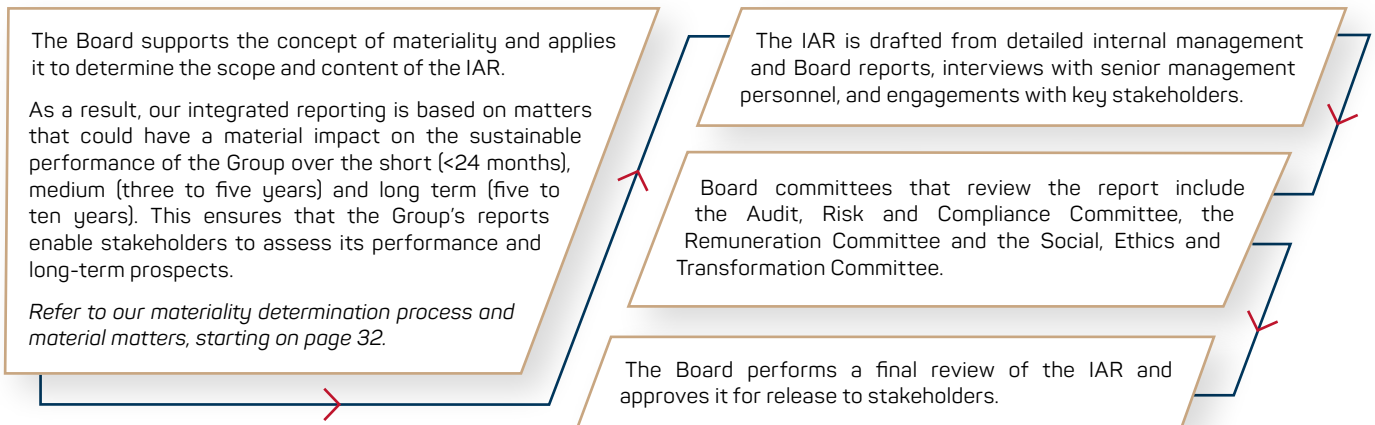 The Board supports the concept of materiality and applies
it to determine the scope and content of the IAR.
As a result, our integrated reporting is based on matters
that could have a material impact on the sustainable
performance of the Group over the short (<24 months),
medium (three to five years) and long term (five to
ten years). This ensures that the Group's reports
enable stakeholders to assess its performance and
long-term prospects.
Refer to our materiality determination process and
material matters, starting on page 32.
The IAR is drafted from detailed internal management
and Board reports, interviews with senior management
personnel, and engagements with key stakeholders.
Board committees that review the report include
the Audit, Risk and Compliance Committee, the
Remuneration Committee and the Social, Ethics and
Transformation Committee.
The Board performs a final review of the IAR and
approves it for release to stakeholders.